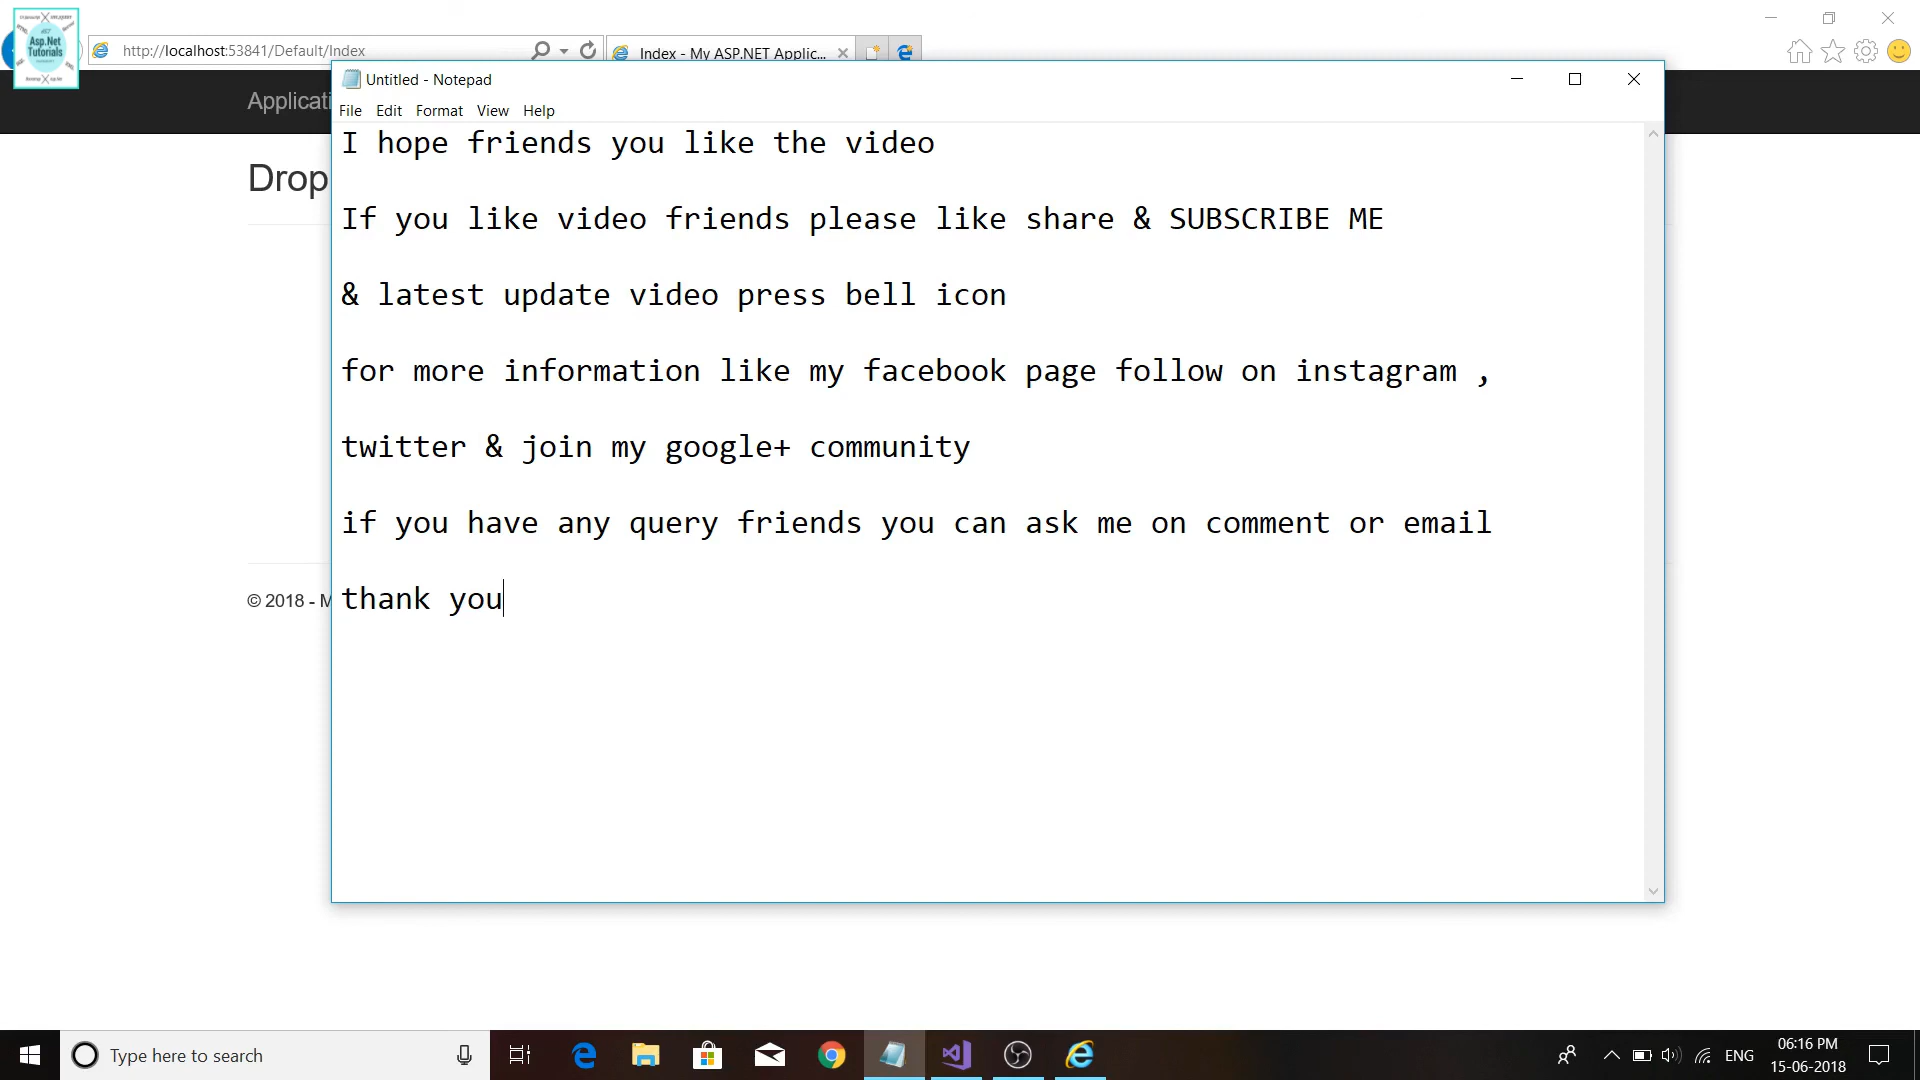 Asp.Net
Tutorials
http://localhost:53841/Default/Index
Index - My ASP.NET Applic...
Untitled - Notepad
File Edit Format View Help
Applicati
Drop
I hope friends you like the video
If you like video friends please like share & SUBSCRIBE ME
& latest update video press bell icon
for more information like my facebook page follow on instagram ,
twitter & join my google+ community
if you have any query friends you can ask me on comment or email
© 2018 - M
thank you
Type here to search
ENG
06:16 PM
15-06-2018